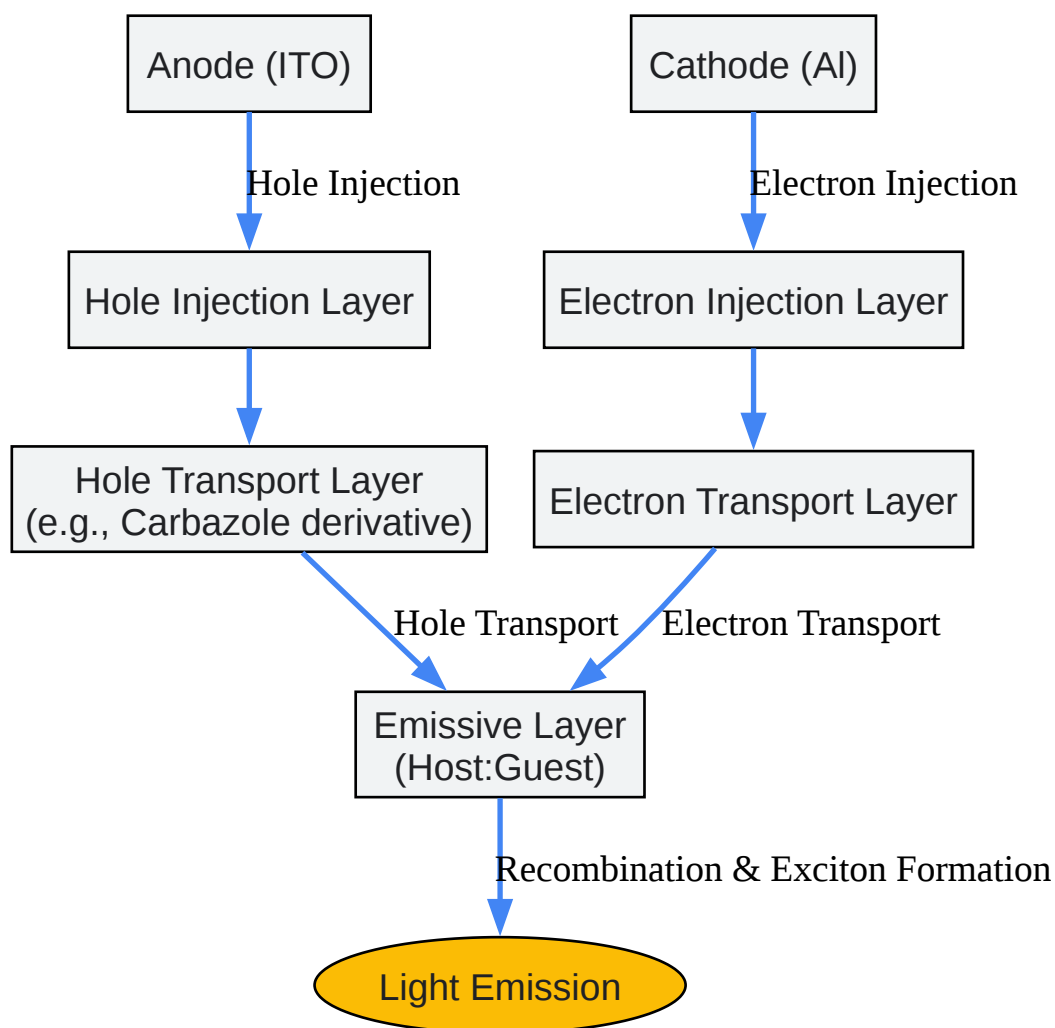 Anode (ITO)
Cathode (Al)
Hole Injection
Electron Injection
Hole Injection Layer
Electron Injection Layer
Hole Transport Layer
(e.g., Carbazole derivative)
Electron Transport Layer
Hole Transport
Electron Transport
Emissive Layer
(Host:Guest)
Recombination & Exciton Formation
Light Emission